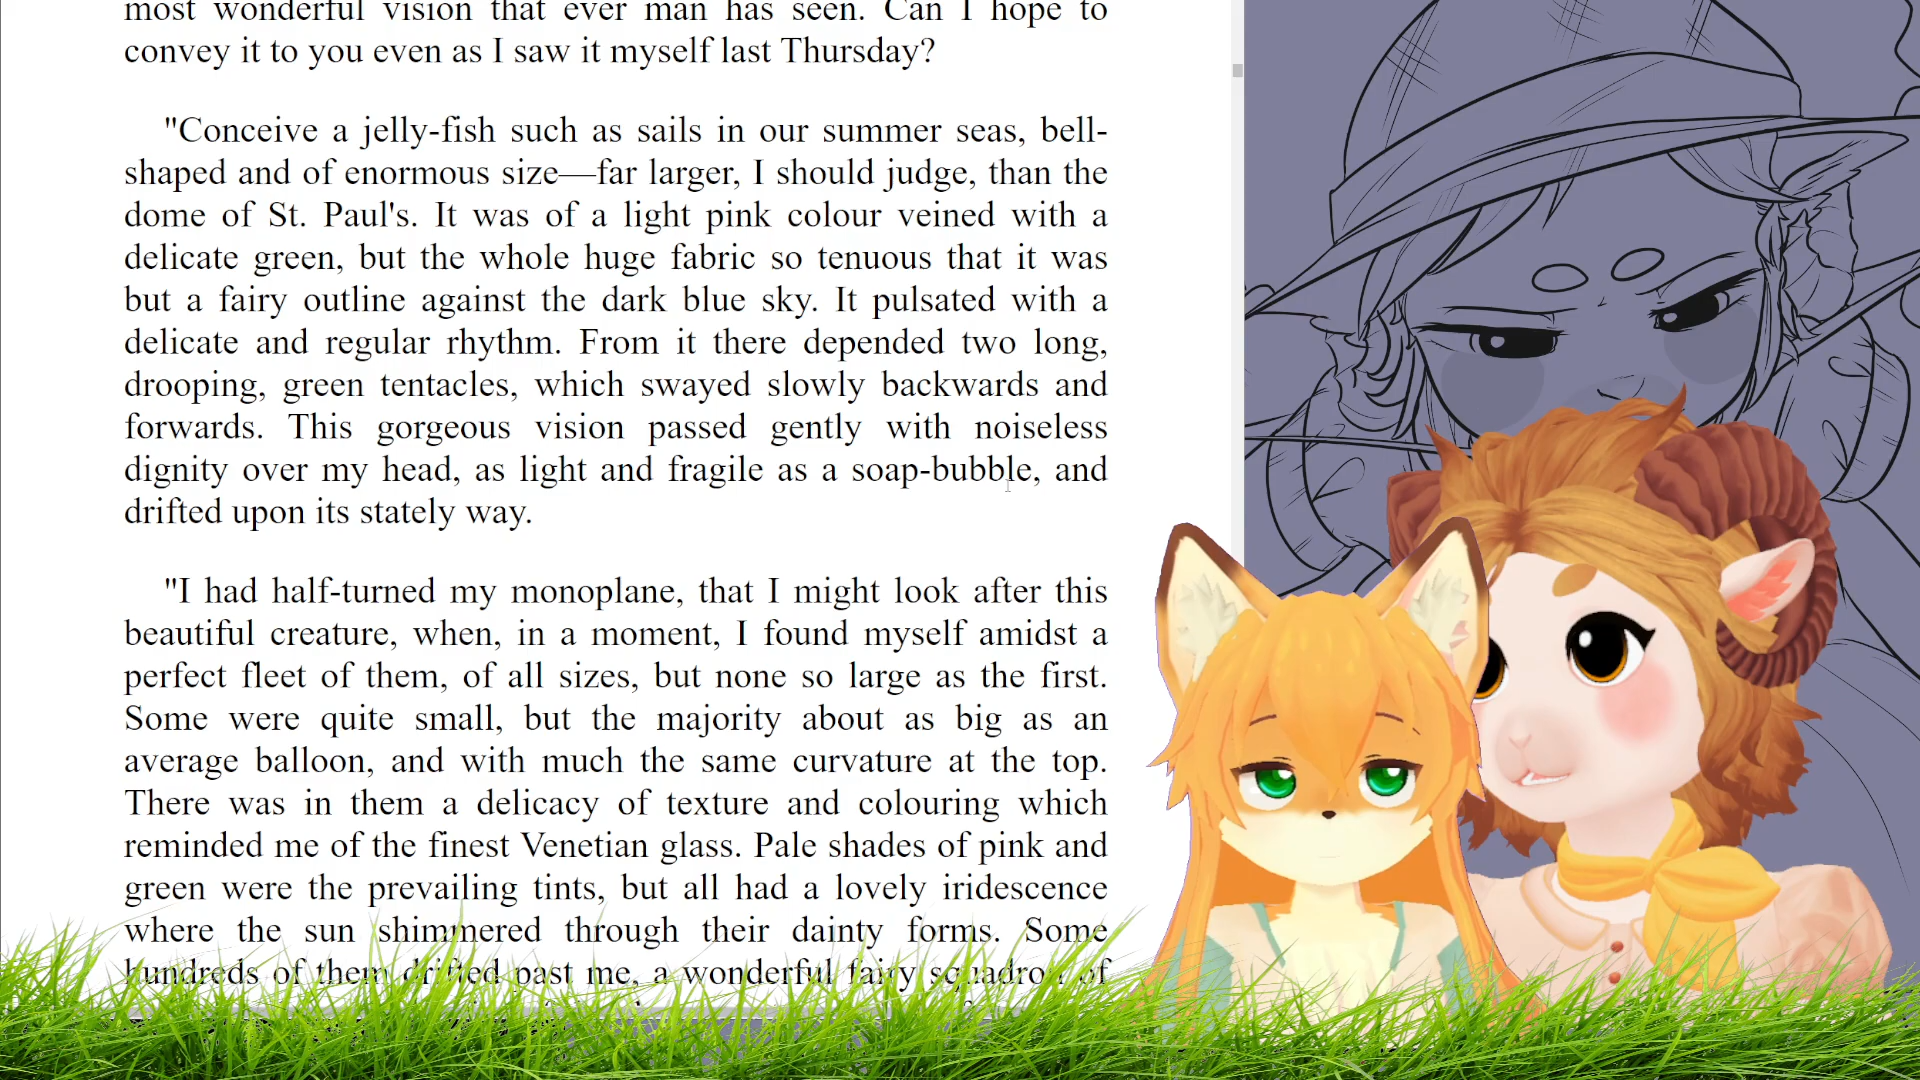 most wonderful vision that ever man has seen. Can I hope to
convey it to you even as I saw it myself last Thursday?
"Conceive a jelly-fish such as sails in our summer seas, bell-
shaped and of enormous size—far larger, I should judge, than the
dome of St. Paul's. It was of a light pink colour veined with a
delicate green, but the whole huge fabric so tenuous that it was
but a fairy outline against the dark blue sky. It pulsated with a
delicate and regular rhythm. From it there depended two long,
drooping, green tentacles, which swayed slowly backwards and
forwards. This gorgeous vision passed gently with noiseless
dignity over my head, as light and fragile as a soap-bubble, and
drifted upon its stately way.
"I had half-turned my monoplane, that I might look after this
beautiful creature, when, in a moment, I found myself amidst a
perfect fleet of them, of all sizes, but none so large as the first.
Some were quite small, but the majority about as big as an
average balloon, and with much the same curvature at the top.
There was in them a delicacy of texture and colouring which
reminded me of the finest Venetian glass. Pale shades of pink and
green were the prevailing tints, but all had a lovely iridescence
where the sun shimmered through their dainty forms. Some
hundreds of them drifted past me, a wonderful fairy squadron of